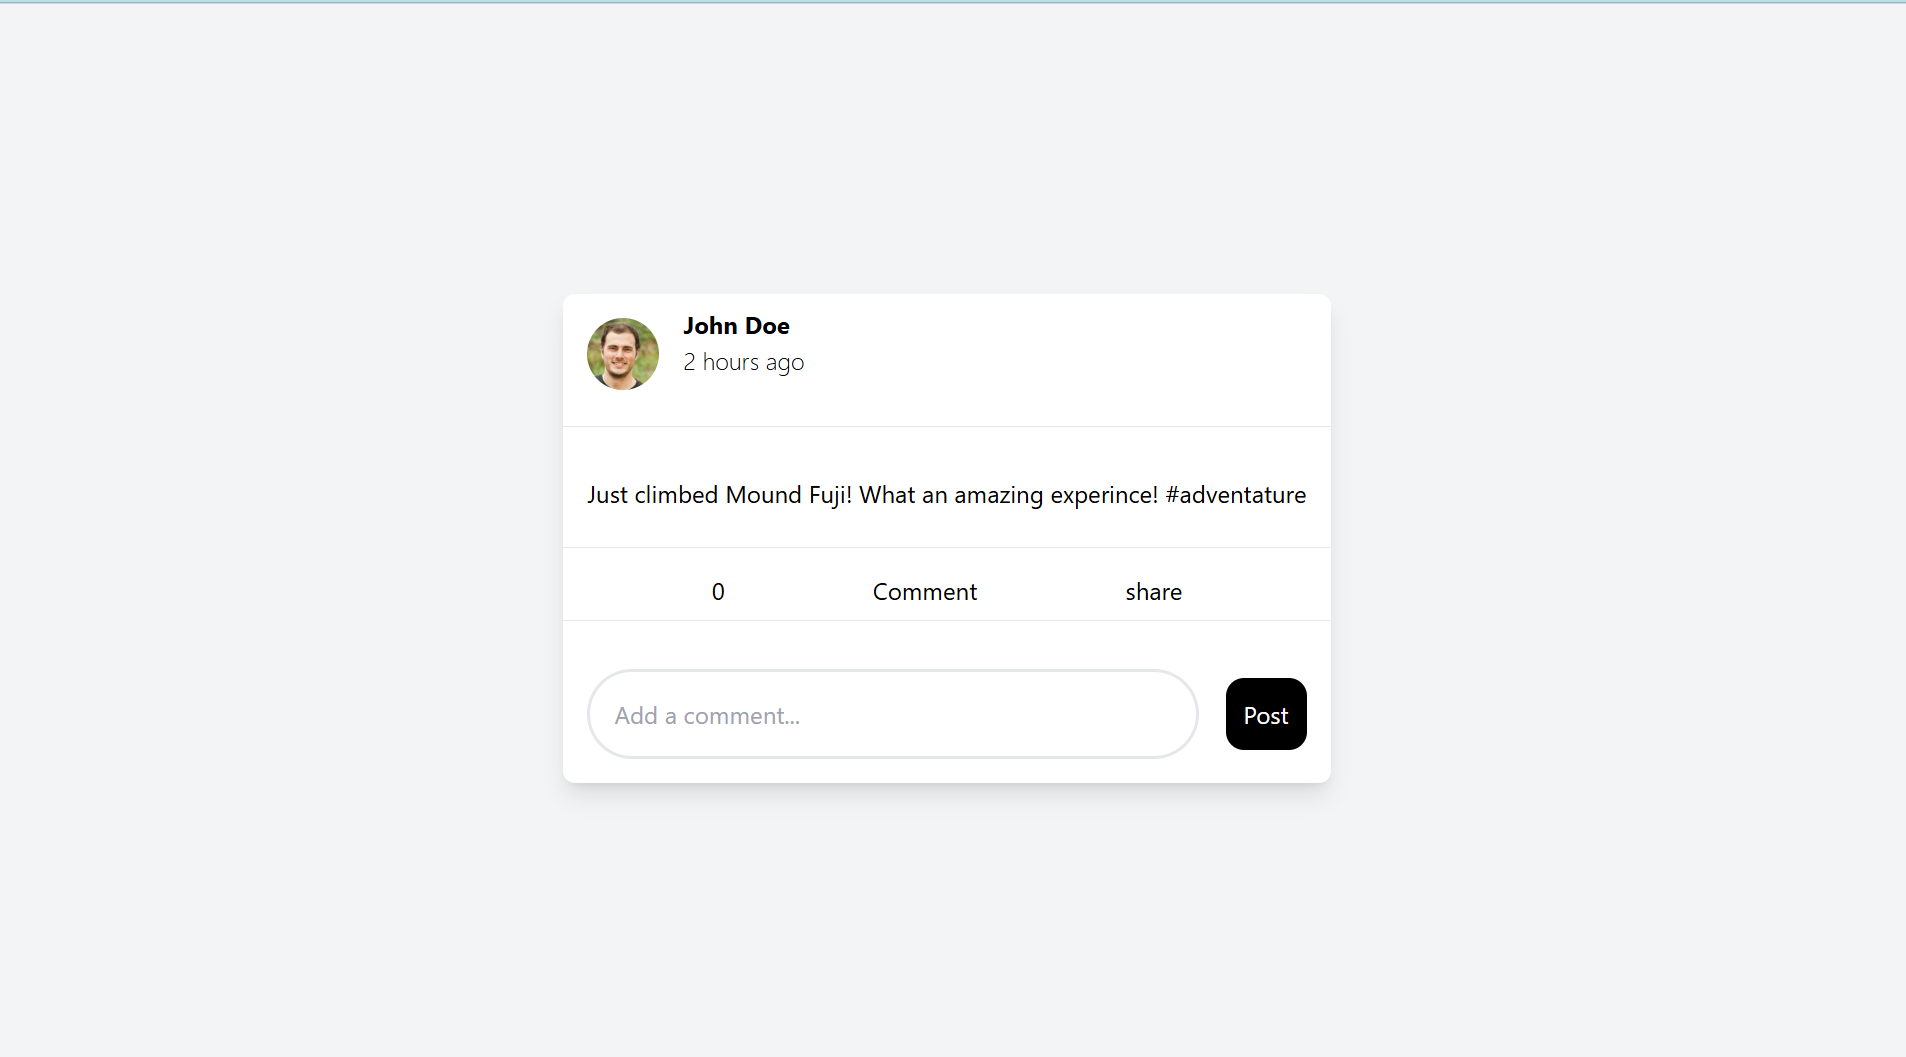 John Doe
2 hours ago
Just climbed Mound Fuji! What an amazing experince! #adventature
0 Comment share
Add a comment... Post